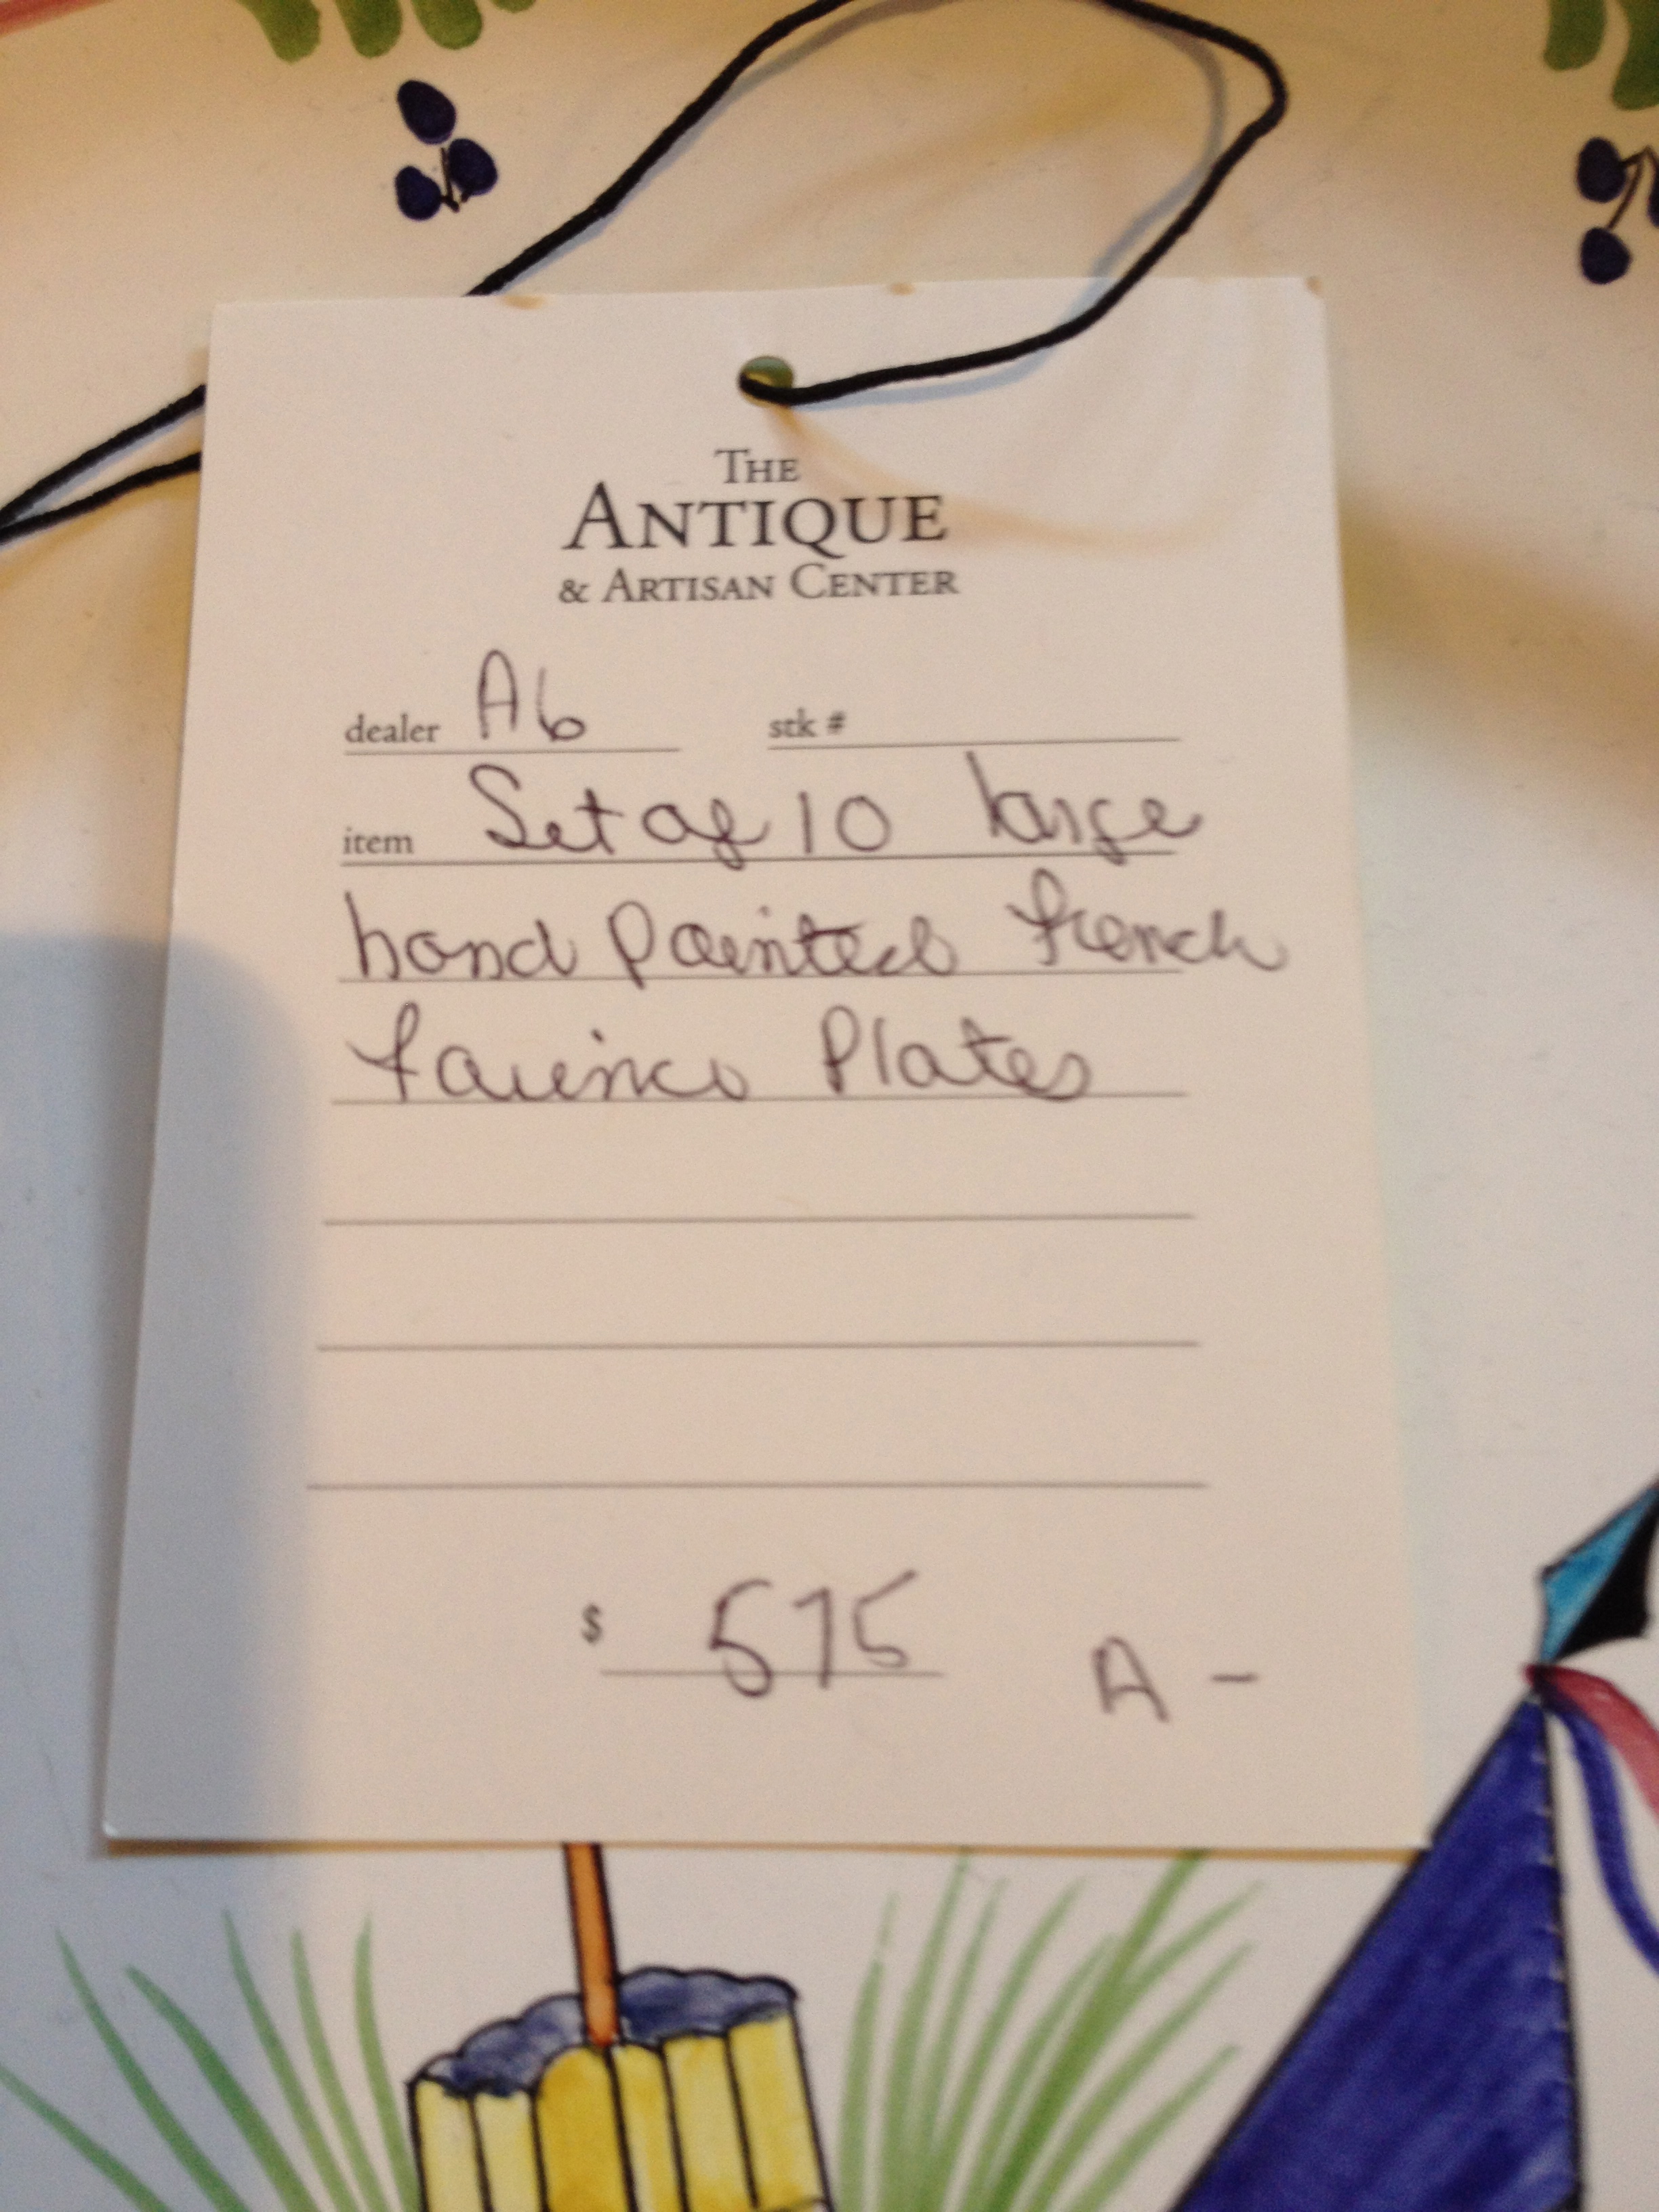 THE
ANTIQUE
& ARTISAN CENTER
dealer A6 stk #
item Set of 10 large
hand painted french
faience Plates
$ 575 A -